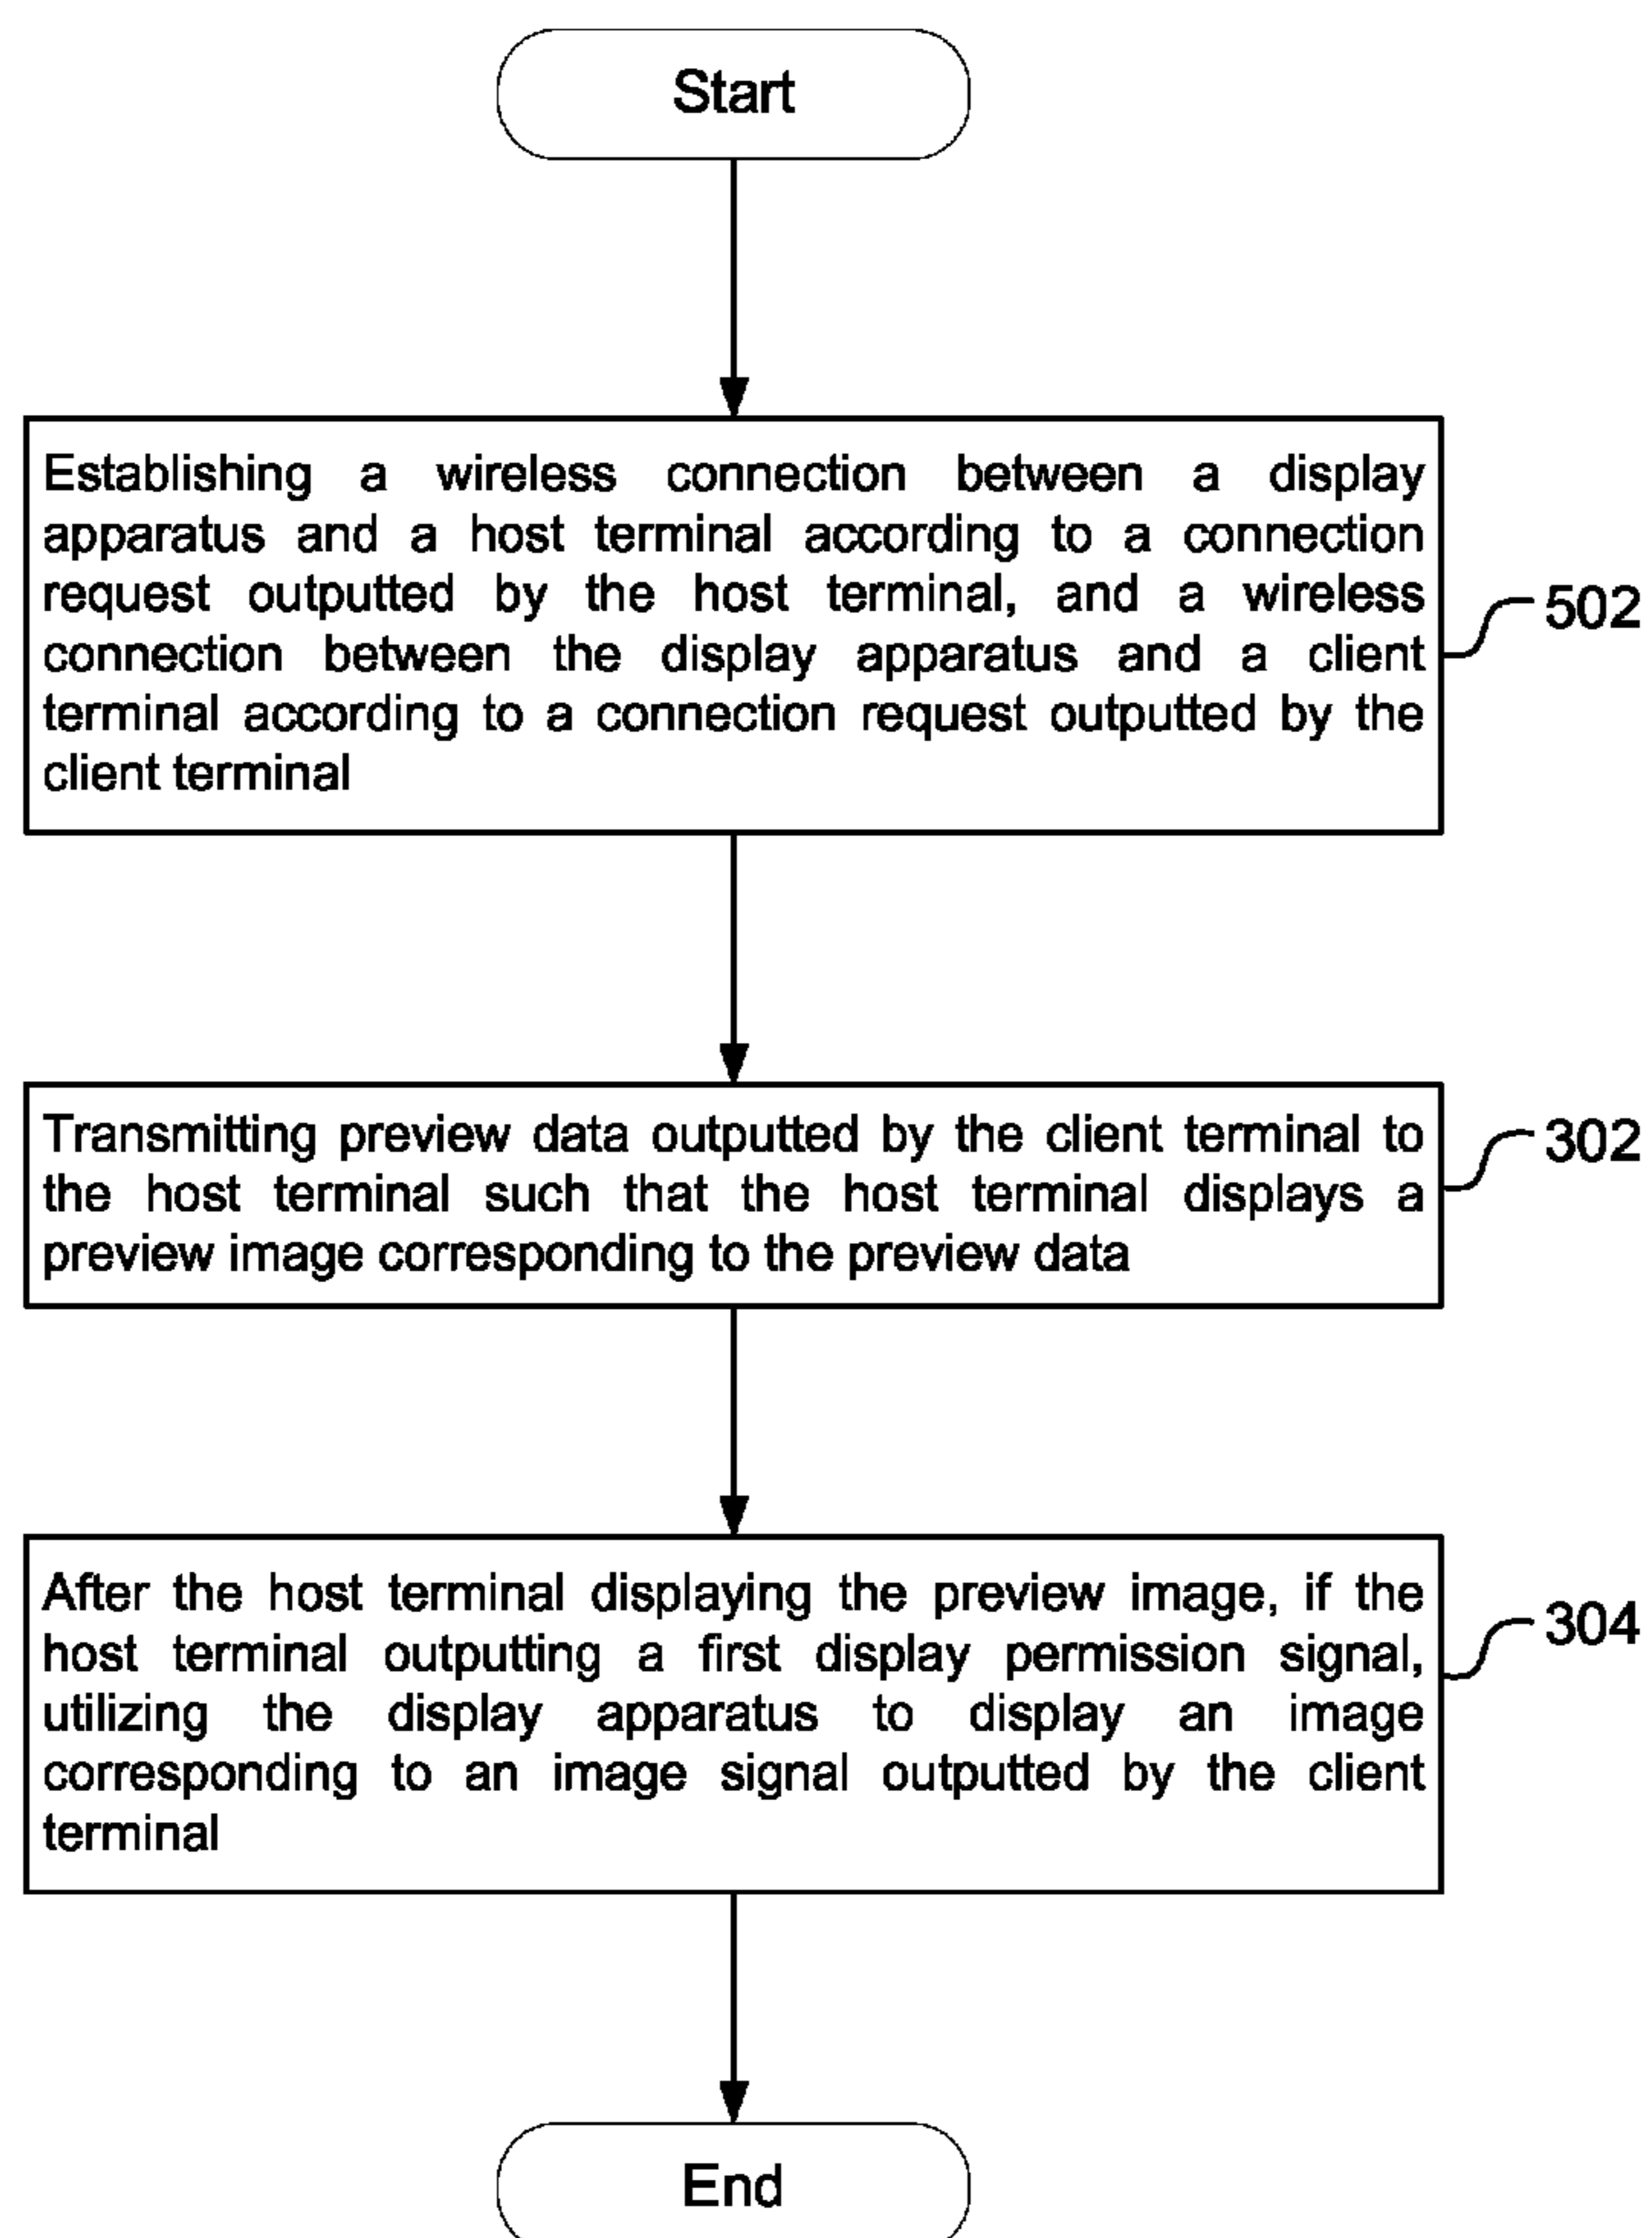 Start
Establishing a wireless connection between a display
apparatus and a host terminal according to a connection
request outputted by the host terminal, and a wireless
connection between the display apparatus and a client
terminal according to a connection request outputted by the
client terminal
502
Transmitting preview data outputted by the client terminal to
the host terminal such that the host terminal displays a
preview image corresponding to the preview data
302
After the host terminal displaying the preview image, if the
host terminal outputting a first display permission signal,
utilizing the display apparatus to display an image
corresponding to an image signal outputted by the client
terminal
304
End